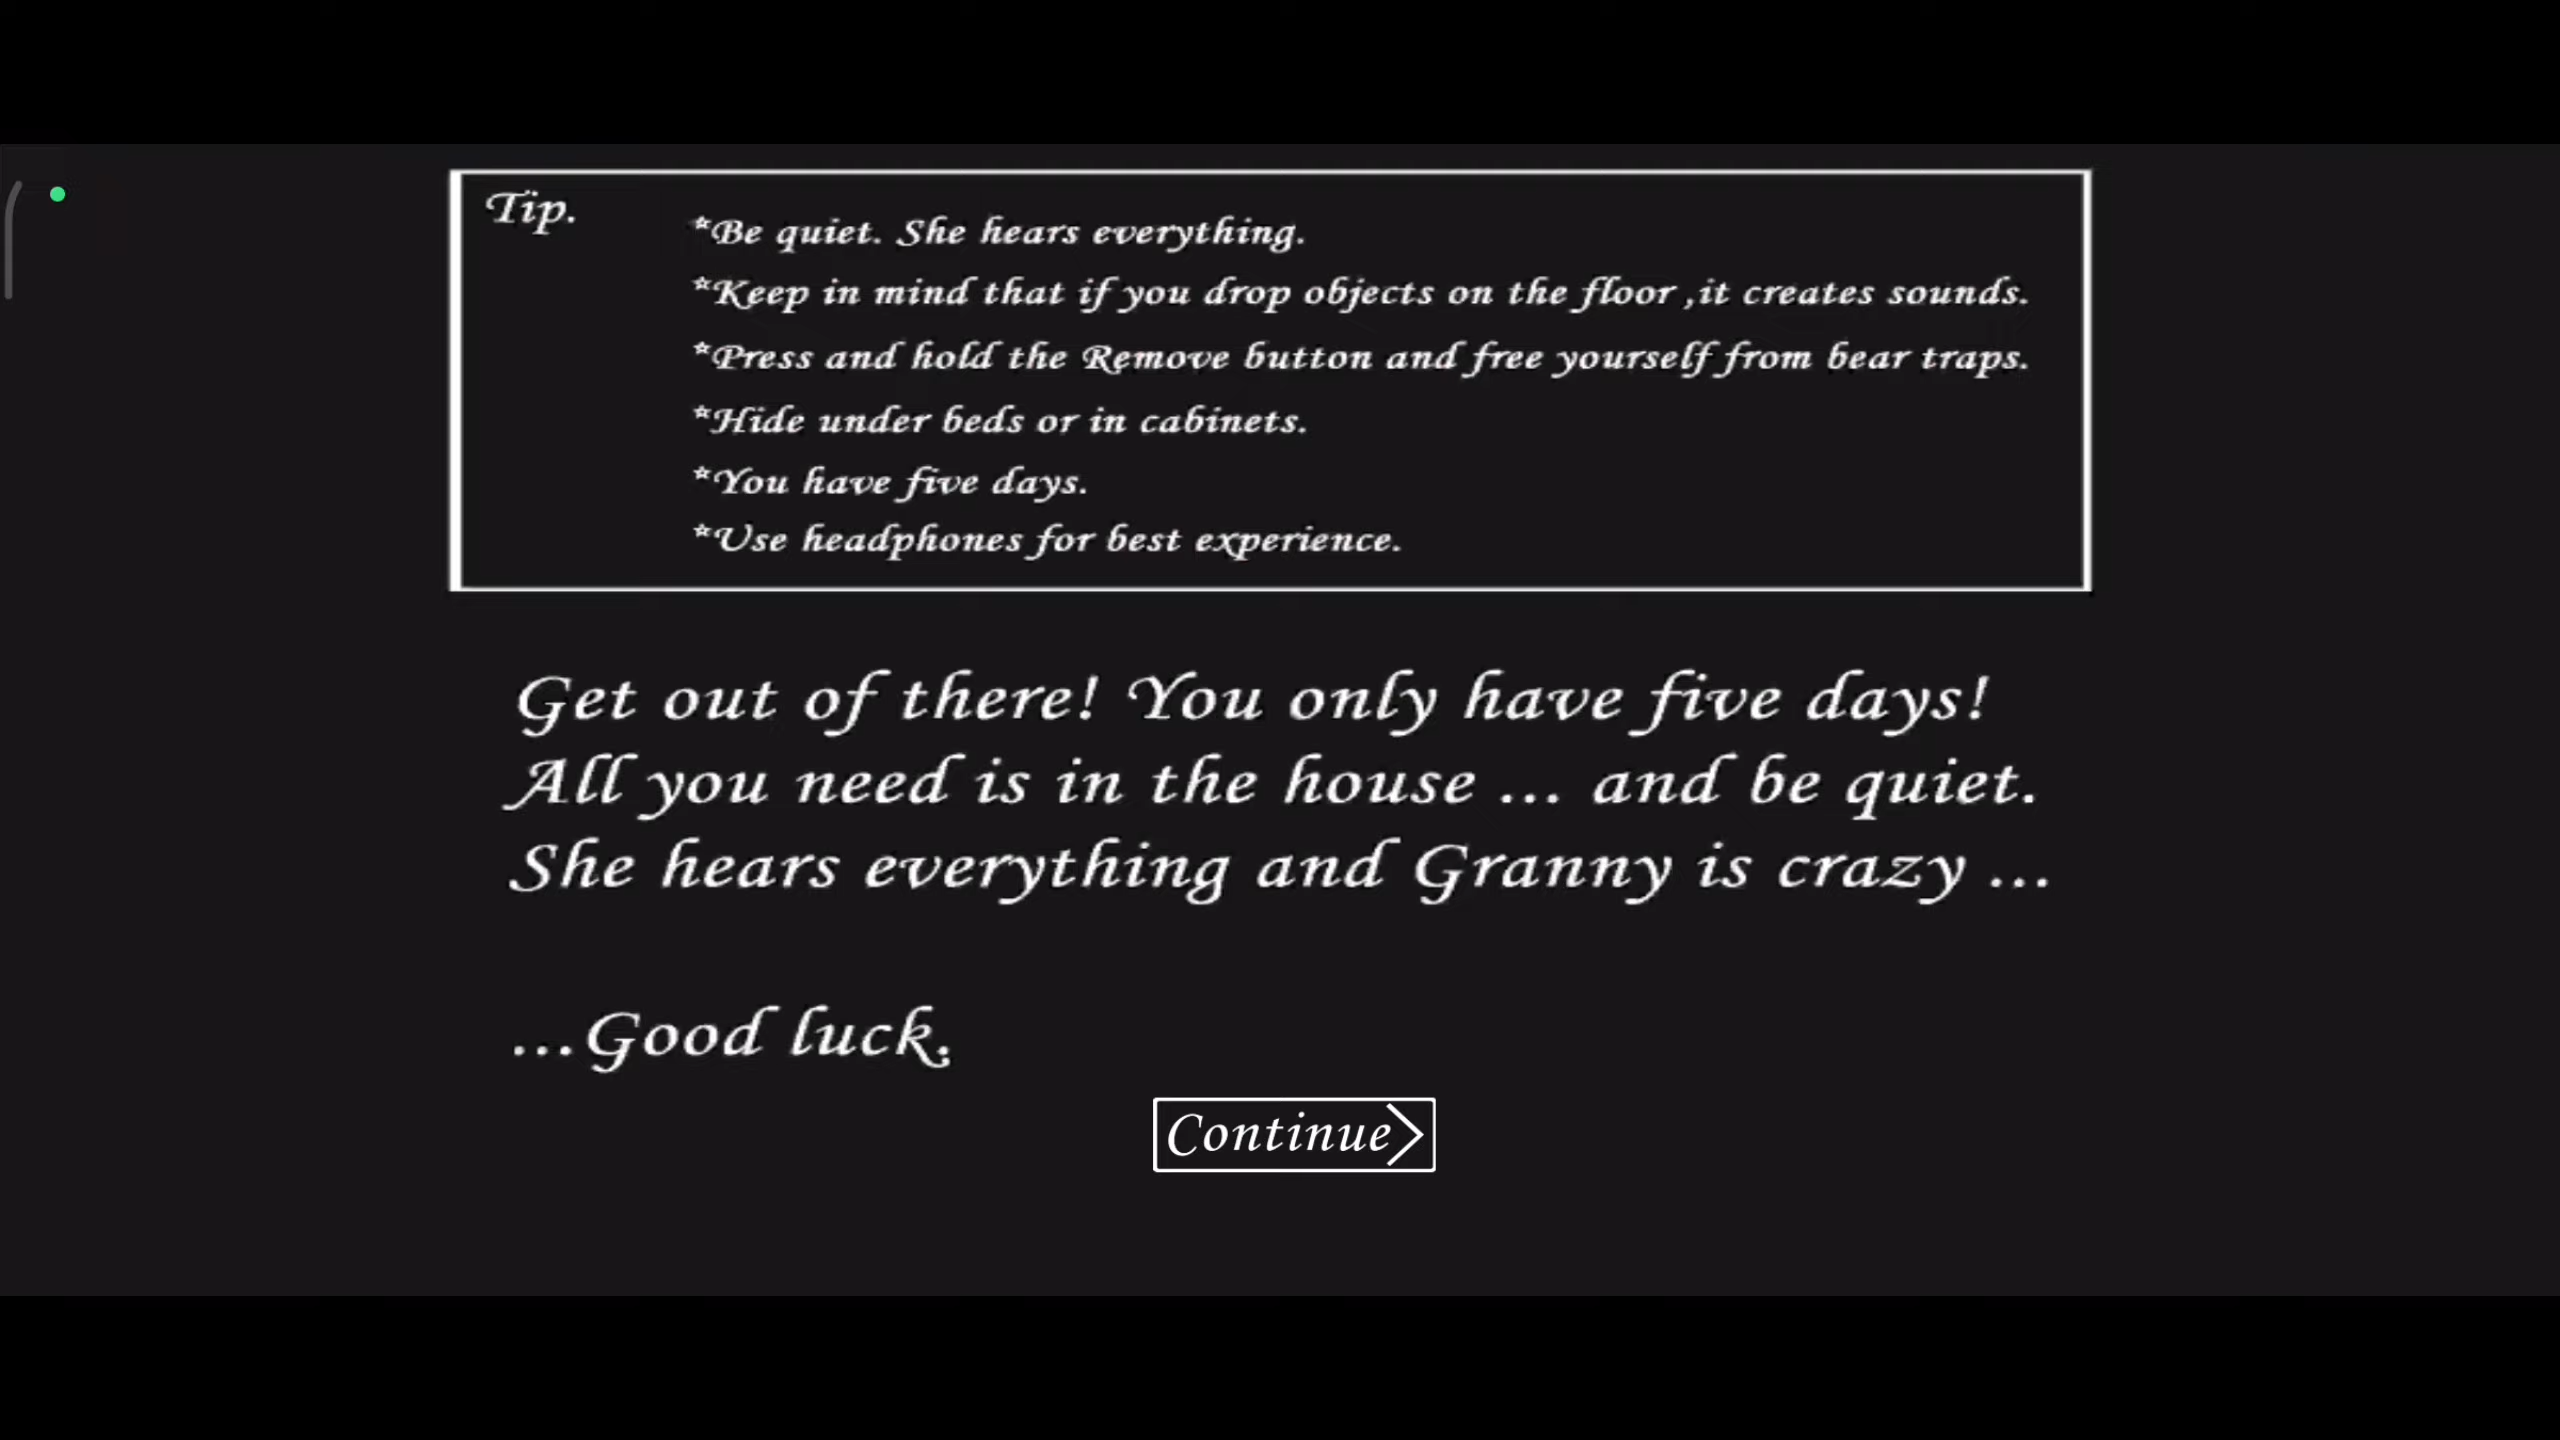 Tip.
*Be quiet. She hears everything.
*Keep in mind that if you drop objects on the floor ,it creates sounds.
*Press and hold the Remove button and free yourself from bear traps.
*Hide under beds or in cabinets.
*You have five days.
*Use headphones for best experience.
Get out of there! You only have five days!
All you need is in the house ... and be quiet.
She hears everything and Granny is crazy ...
...Good luck.
Continue